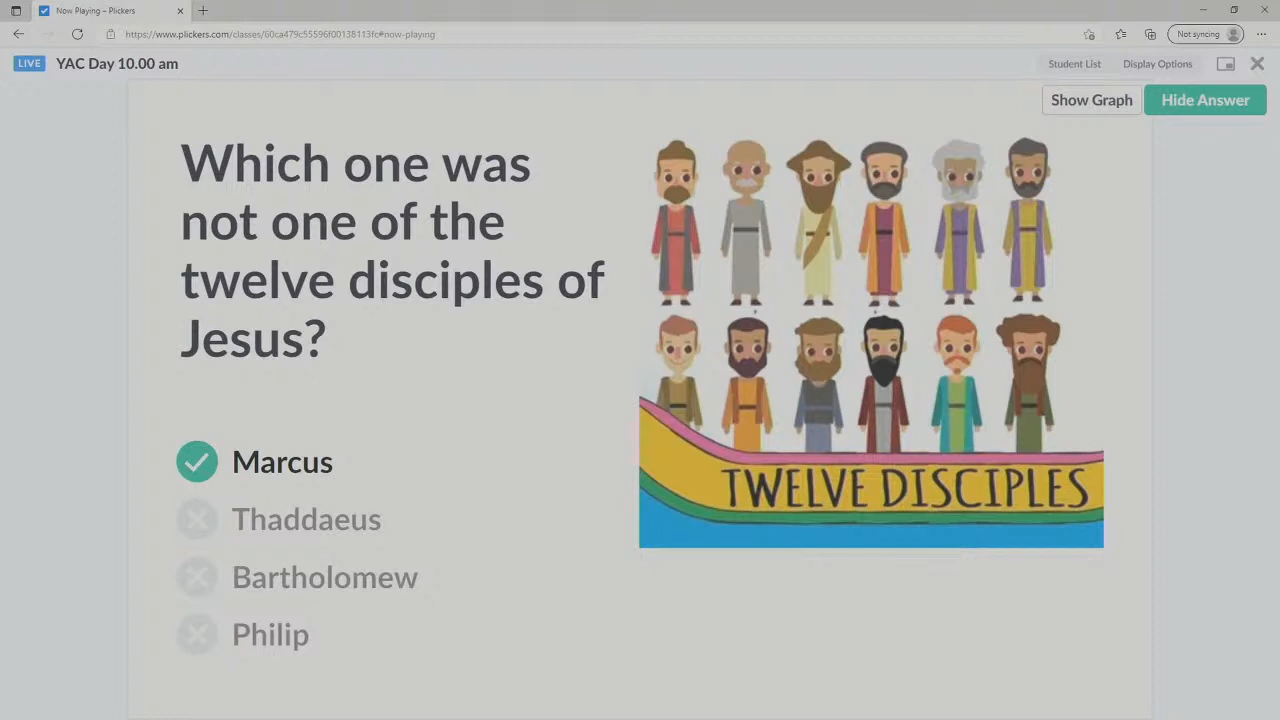 Now Playing – Plickers
https://www.plickers.com/classes/60ca479c55596f00138113fc#now-playing
Not syncing
LIVE YAC Day 10.00 am
Student List Display Options
Show Graph Hide Answer
Which one was
not one of the
twelve disciples of
Jesus?
Marcus
Thaddaeus
Bartholomew
Philip
TWELVE DISCIPLES